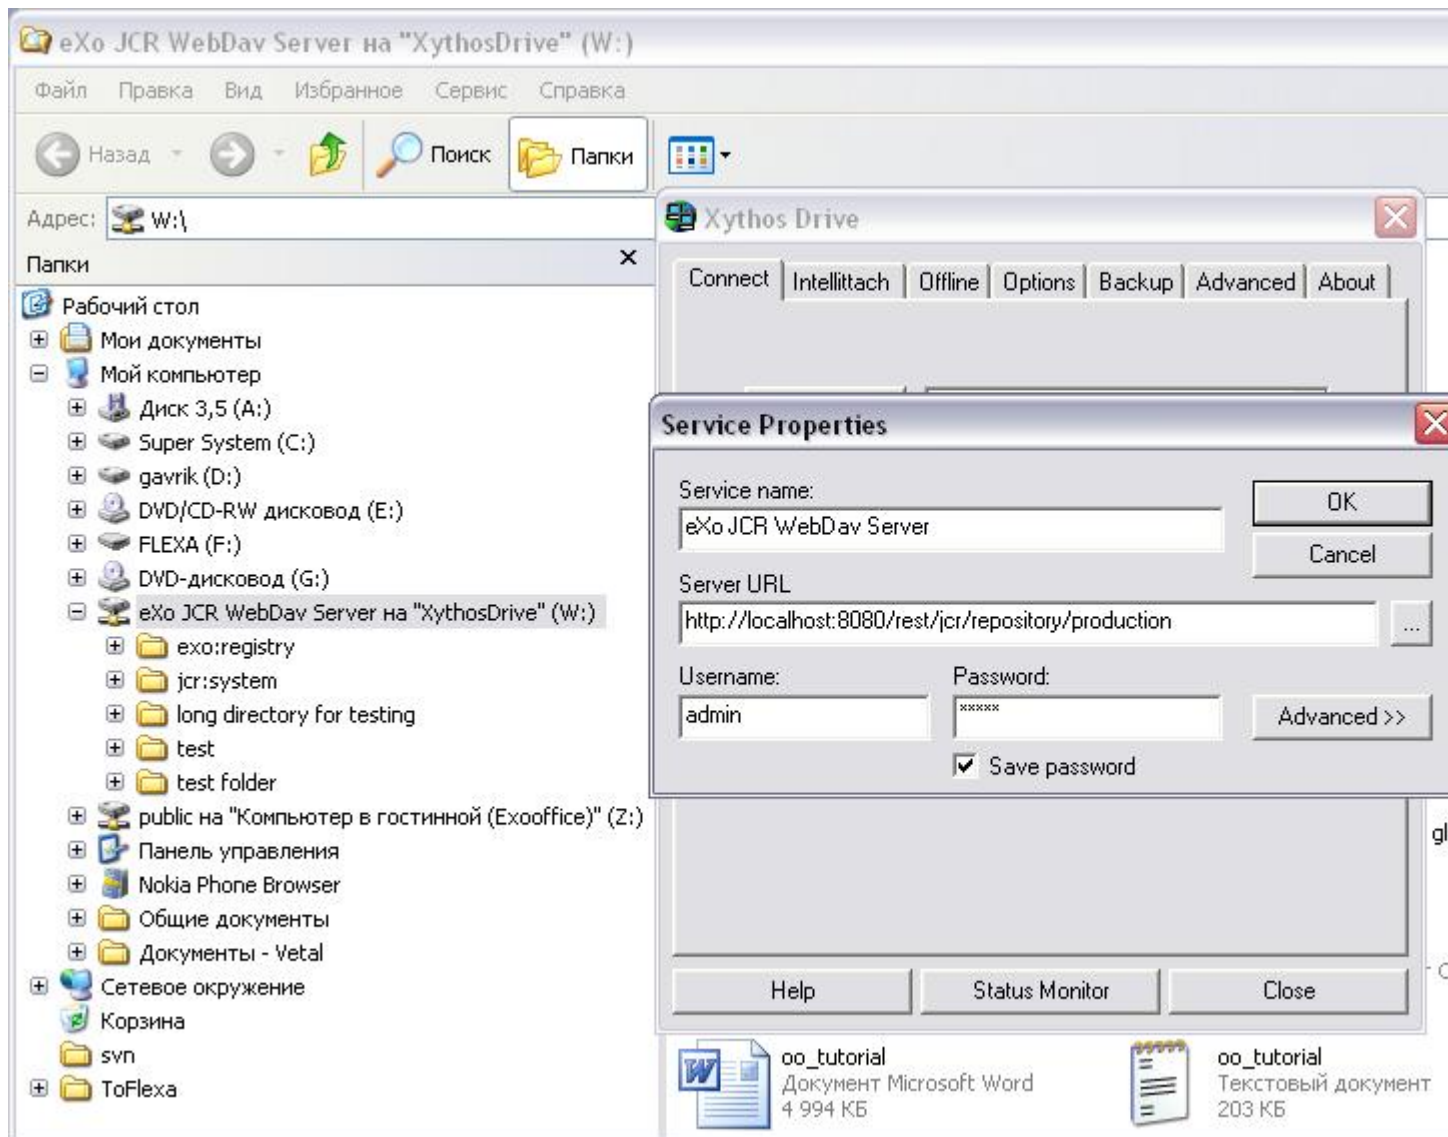 eXo JCR WebDav Server на "XythosDrive" (W:)
Файл Правка Вид Избранное Сервис Справка
Назад Поиск Папки
Адрес: W:\
Папки
Рабочий стол
Мои документы
Мой компьютер
Диск 3,5 (A:)
Super System (C:)
gavrik (D:)
DVD/CD-RW дисковод (E:)
FLEXA (F:)
DVD-дисковод (G:)
eXo JCR WebDav Server на "XythosDrive" (W:)
exo:registry
jcr:system
long directory for testing
test
test folder
public на "Компьютер в гостинной (Exooffice)" (Z:)
Панель управления
Nokia Phone Browser
Общие документы
Документы - Vetal
Сетевое окружение
Корзина
svn
ToFlexa
Xythos Drive
Connect Intellittach Offline Options Backup Advanced About
Service Properties
Service name:
eXo JCR WebDav Server
OK
Cancel
Server URL
http://localhost:8080/rest/jcr/repository/production
...
Username: Password:
admin *****
Advanced >>
Save password
Help Status Monitor Close
oo_tutorial
Документ Microsoft Word
4 994 КБ
oo_tutorial
Текстовый документ
203 КБ